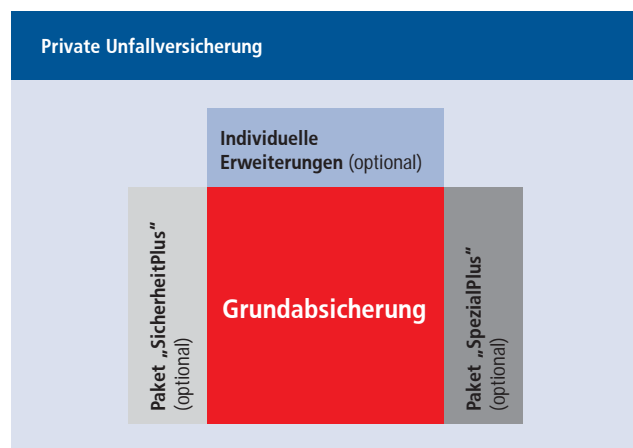 Private Unfallversicherung
Individuelle
Erweiterungen (optional)
Paket „SicherheitPlus“
(optional)
Grundabsicherung
Paket „SpezialPlus“
(optional)